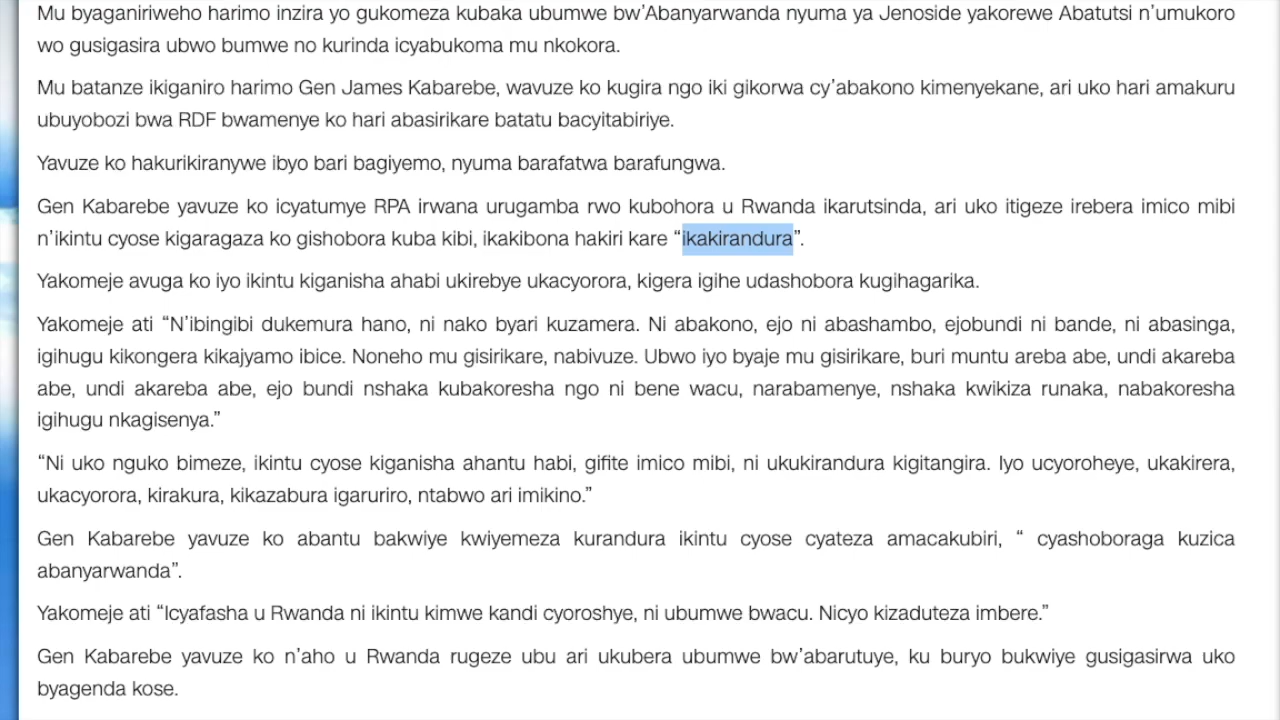 Mu byaganiriweho harimo inzira yo gukomeza kubaka ubumwe bw’Abanyarwanda nyuma ya Jenoside yakorewe Abatutsi n’umukoro
wo gusigasira ubwo bumwe no kurinda icyabukoma mu nkokora.
Mu batanze ikiganiro harimo Gen James Kabarebe, wavuze ko kugira ngo iki gikorwa cy’abakono kimenyekane, ari uko hari amakuru
ubuyobozi bwa RDF bwamenye ko hari abasirikare batatu bacyitabiriye.
Yavuze ko hakurikiranywe ibyo bari bagiyemo, nyuma barafatwa barafungwa.
Gen Kabarebe yavuze ko icyatumye RPA irwana urugamba rwo kubohora u Rwanda ikarutsinda, ari uko itigeze irebera imico mibi
n’ikintu cyose kigaragaza ko gishobora kuba kibi, ikakibona hakiri kare “ikakirandura”.
Yakomeje avuga ko iyo ikintu kiganisha ahabi ukirebye ukacyorora, kigera igihe udashobora kugihagarika.
Yakomeje ati “N’ibingibi dukemura hano, ni nako byari kuzamera. Ni abakono, ejo ni abashambo, ejobundi ni bande, ni abasinga,
igihugu kikongera kikajyamo ibice. Noneho mu gisirikare, nabivuze. Ubwo iyo byaje mu gisirikare, buri muntu areba abe, undi akareba
abe, undi akareba abe, ejo bundi nshaka kubakoresha ngo ni bene wacu, narabamenye, nshaka kwikiza runaka, nabakoresha
igihugu nkagisenya.”
“Ni uko nguko bimeze, ikintu cyose kiganisha ahantu habi, gifite imico mibi, ni ukukirandura kigitangira. Iyo ucyoroheye, ukakirera,
ukacyorora, kirakura, kikazabura igaruriro, ntabwo ari imikino.”
Gen Kabarebe yavuze ko abantu bakwiye kwiyemeza kurandura ikintu cyose cyateza amacakubiri, “ cyashoboraga kuzica
abanyarwanda”.
Yakomeje ati “Icyafasha u Rwanda ni ikintu kimwe kandi cyoroshye, ni ubumwe bwacu. Nicyo kizaduteza imbere.”
Gen Kabarebe yavuze ko n’aho u Rwanda rugeze ubu ari ukubera ubumwe bw’abarutuye, ku buryo bukwiye gusigasirwa uko
byagenda kose.